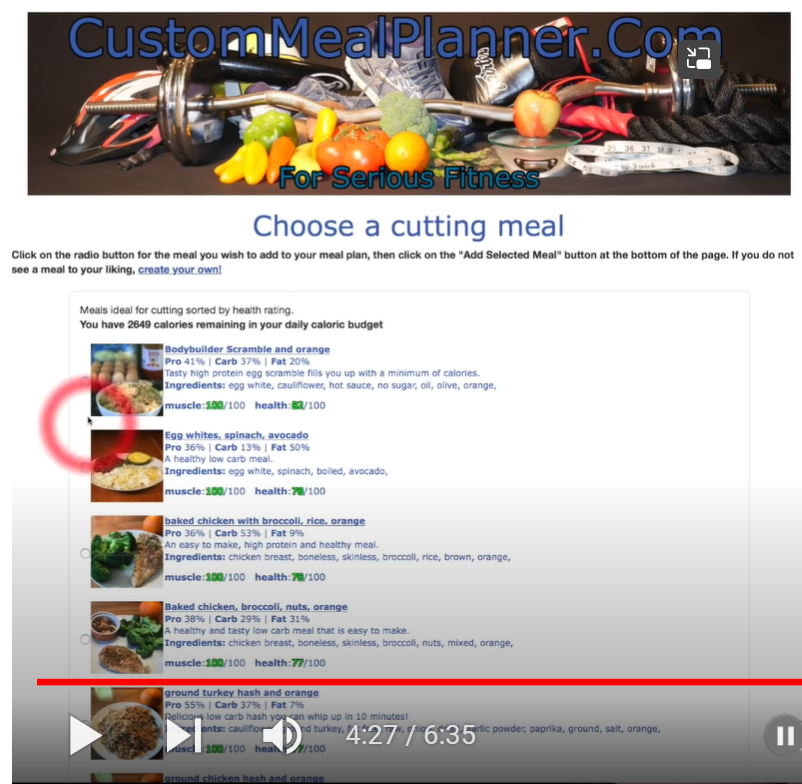 CustomMealPlanner.Com
For Serious Fitness
Choose a cutting meal
Click on the radio button for the meal you wish to add to your meal plan, then click on the "Add Selected Meal" button at the bottom of the page. If you do not
see a meal to your liking, create your own!
Meals ideal for cutting sorted by health rating.
You have 2649 calories remaining in your daily caloric budget
Bodybuilder Scramble and orange
Pro 41% | Carb 37% | Fat 20%
Tasty high protein egg scramble fills you up with a minimum of calories.
Ingredients: egg white, cauliflower, hot sauce, no sugar, oil, olive, orange,
muscle:100/100 health:82/100
Egg whites, spinach, avocado
Pro 36% | Carb 13% | Fat 50%
A healthy low carb meal.
Ingredients: egg white, spinach, boiled, avocado,
muscle:100/100 health:78/100
baked chicken with broccoli, rice, orange
Pro 36% | Carb 53% | Fat 9%
An easy to make, high protein and healthy meal.
Ingredients: chicken breast, boneless, skinless, broccoli, rice, brown, orange,
muscle:100/100 health:78/100
Baked chicken, broccoli, nuts, orange
Pro 38% | Carb 29% | Fat 31%
A healthy and tasty low carb meal that is easy to make.
Ingredients: chicken breast, boneless, skinless, broccoli, nuts, mixed, orange,
muscle:100/100 health:77/100
ground turkey hash and orange
Pro 55% | Carb 37% | Fat 7%
Delicious low carb hash you can whip up in 10 minutes!
turkey, garlic powder, paprika, ground, salt, orange,
muscle:100/100 health:77/100
4:27 / 6:35
ground chicken hash and orange